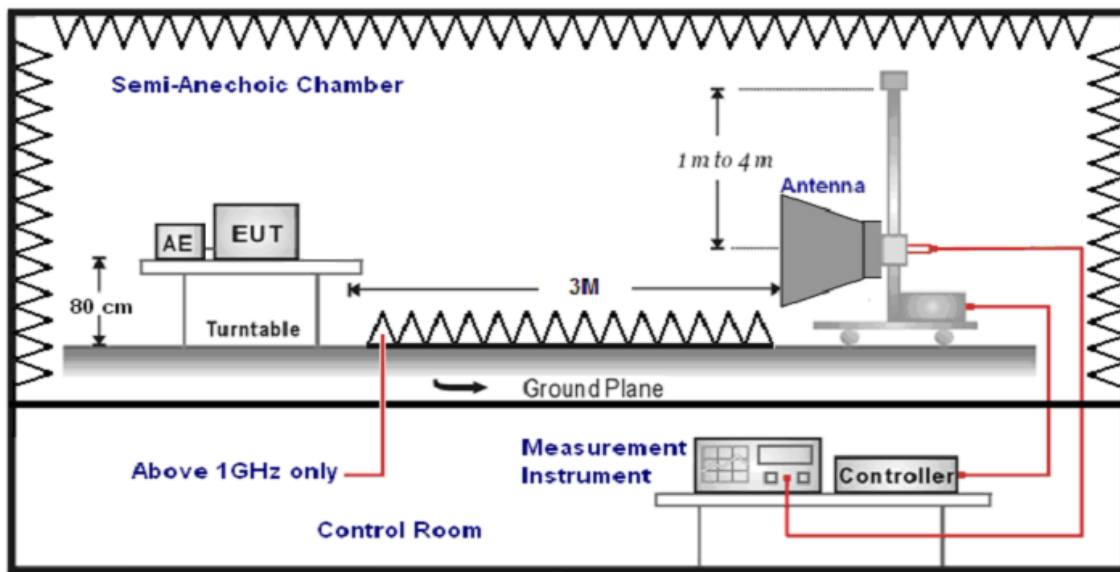 Semi-Anechoic Chamber
1 m to 4 m
Antenna
AE
EUT
80 cm
3M
Turntable
Ground Plane
Above 1GHz only
Measurement
Instrument
Controller
Control Room